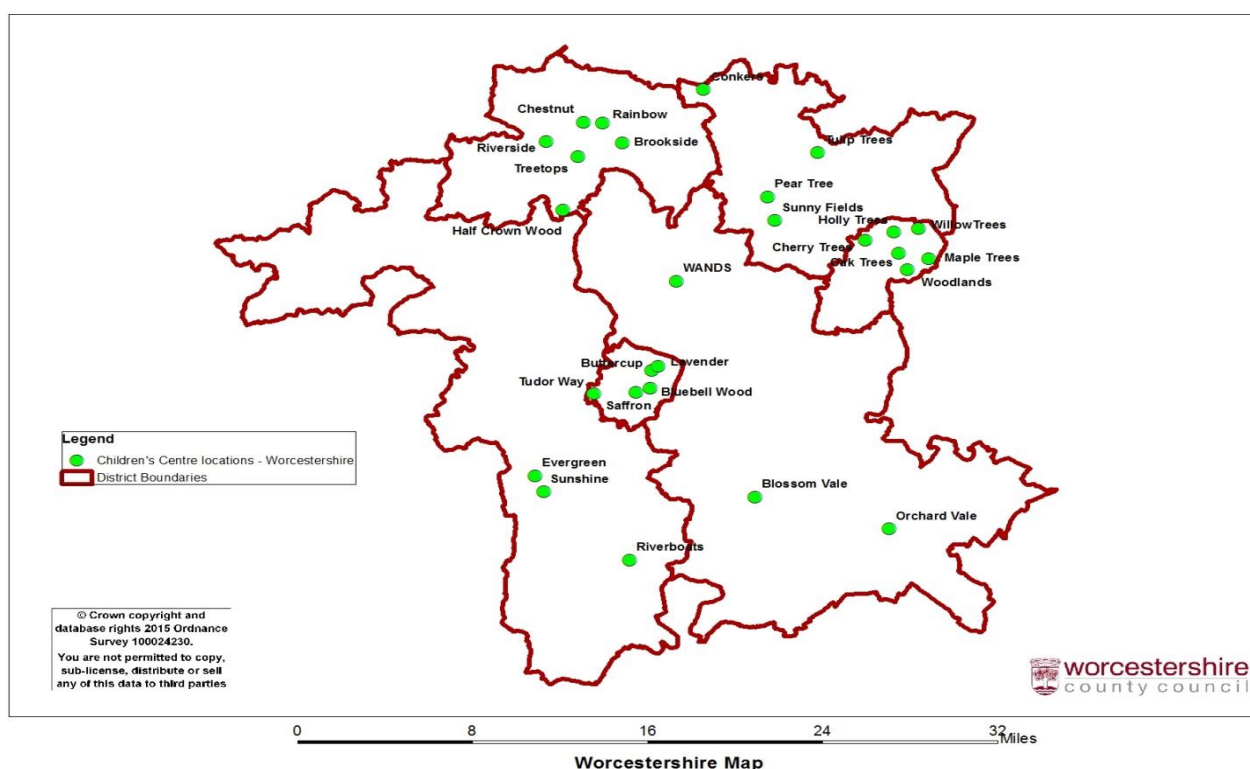 Conkers
Chestnut
Rainbow
Riverside
Brookside
Treetops
Tulip Trees
Pear Tree
Sunny Fields
Half Crown Wood
Holly Trees
WillowTrees
Cherry Trees
Oak Trees
Maple Trees
WANDS
Woodlands
Buttercup
Lavender
Tudor Way
Bluebell Wood
Saffron
Legend
Children's Centre locations - Worcestershire
District Boundaries
Evergreen
Sunshine
Blossom Vale
Orchard Vale
Riverboats
© Crown copyright and
database rights 2015 Ordnance
Survey 100024230.
You are not permitted to copy,
sub-license, distribute or sell
any of this data to third parties
worcestershire
county council
0 8 16 24 32
Miles
Worcestershire Map